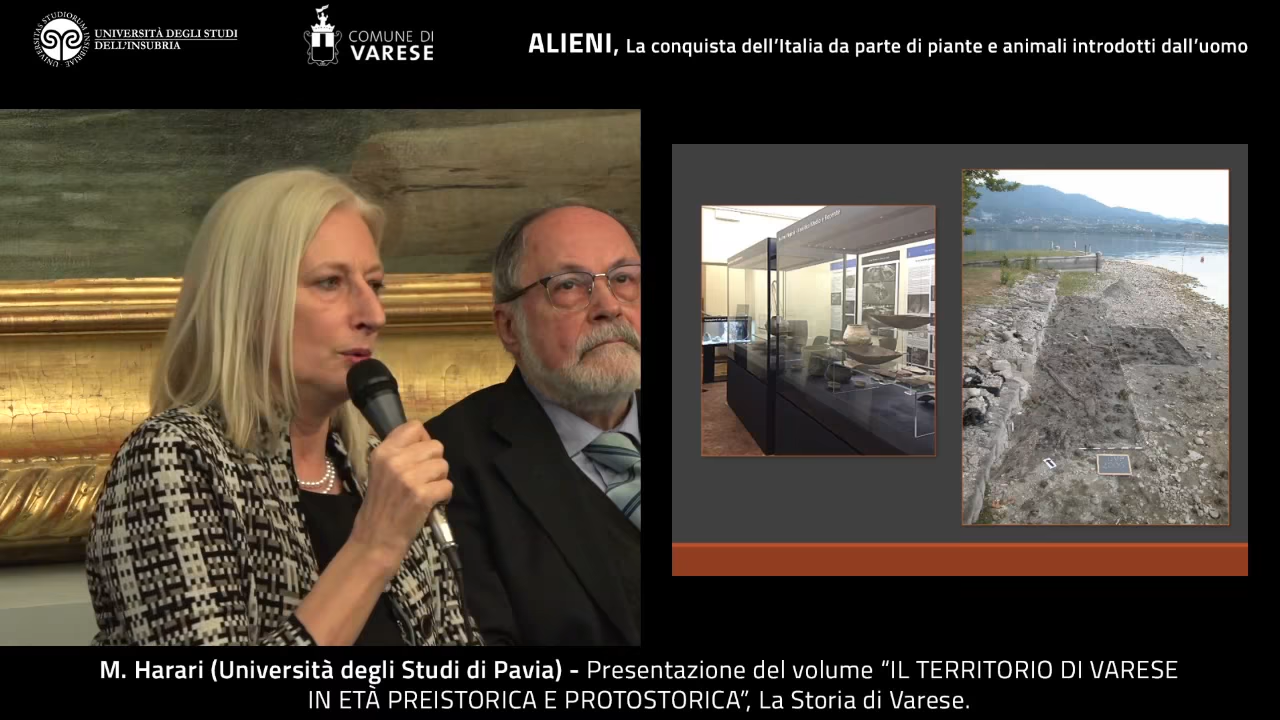 UNIVERSITÀ DEGLI STUDI
DELL'INSUBRIA
COMUNE DI
VARESE
ALIENI, La conquista dell'Italia da parte di piante e animali introdotti dall'uomo
M. Harari (Università degli Studi di Pavia) - Presentazione del volume “IL TERRITORIO DI VARESE
IN ETÀ PREISTORICA E PROTOSTORICA”, La Storia di Varese.